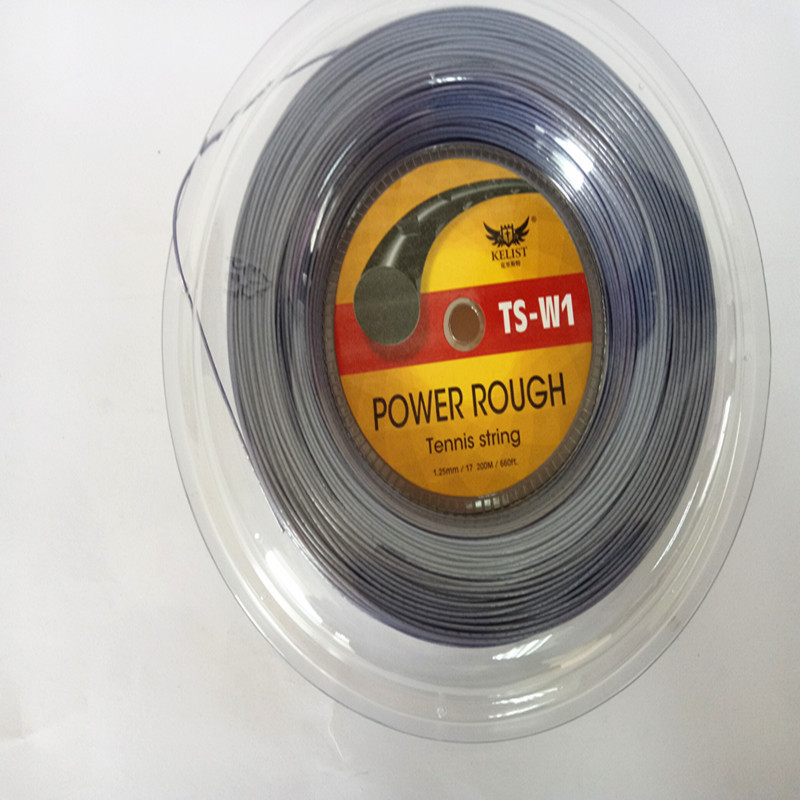 ®
KELIST
TS-W1
POWER ROUGH
Tennis string
1.25mm / 17 200M / 660ft.